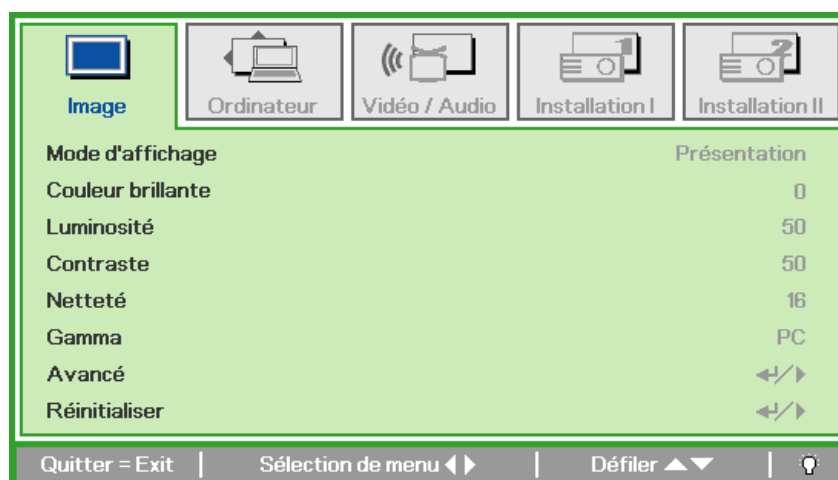 Image Ordinateur Vidéo / Audio Installation I Installation II
Mode d'affichage Présentation
Couleur brillante 0
Luminosité 50
Contraste 50
Netteté 16
Gamma PC
Avancé
Réinitialiser
Quitter = Exit Sélection de menu Défiler